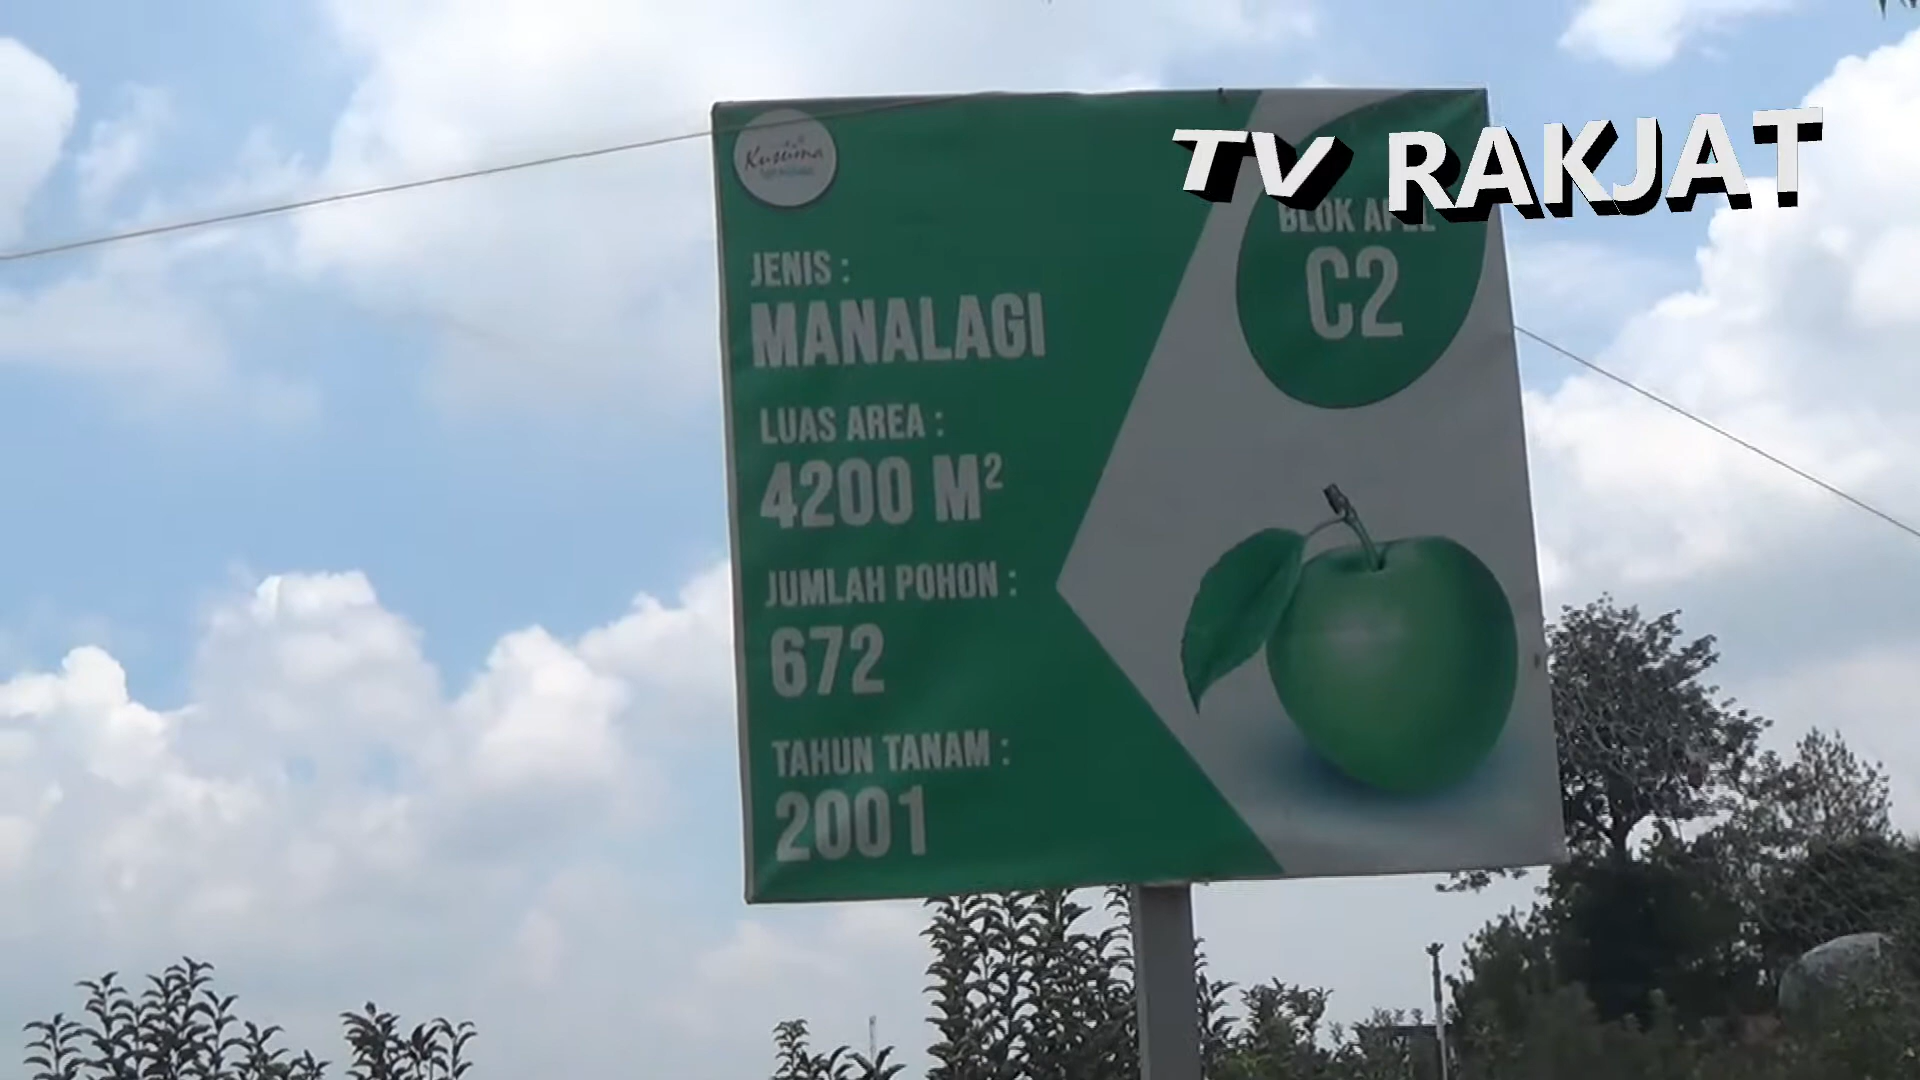 TV RAKJAT
Kusuma
BLOK APEL
C2
JENIS :
MANALAGI
LUAS AREA :
4200 M²
JUMLAH POHON :
672
TAHUN TANAM :
2001